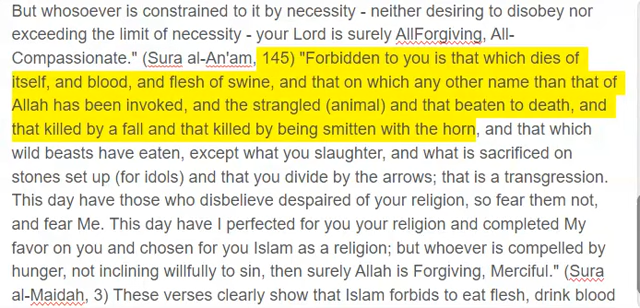 But whosoever is constrained to it by necessity - neither desiring to disobey nor
exceeding the limit of necessity - your Lord is surely AllForgiving, All-
Compassionate." (Sura al-An'am, 145) "Forbidden to you is that which dies of
itself, and blood, and flesh of swine, and that on which any other name than that of
Allah has been invoked, and the strangled (animal) and that beaten to death, and
that killed by a fall and that killed by being smitten with the horn, and that which
wild beasts have eaten, except what you slaughter, and what is sacrificed on
stones set up (for idols) and that you divide by the arrows; that is a transgression.
This day have those who disbelieve despaired of your religion, so fear them not,
and fear Me. This day have I perfected for you your religion and completed My
favor on you and chosen for you Islam as a religion; but whoever is compelled by
hunger, not inclining willfully to sin, then surely Allah is Forgiving, Merciful." (Sura
al-Maidah, 3) These verses clearly show that Islam forbids to eat flesh, drink blood